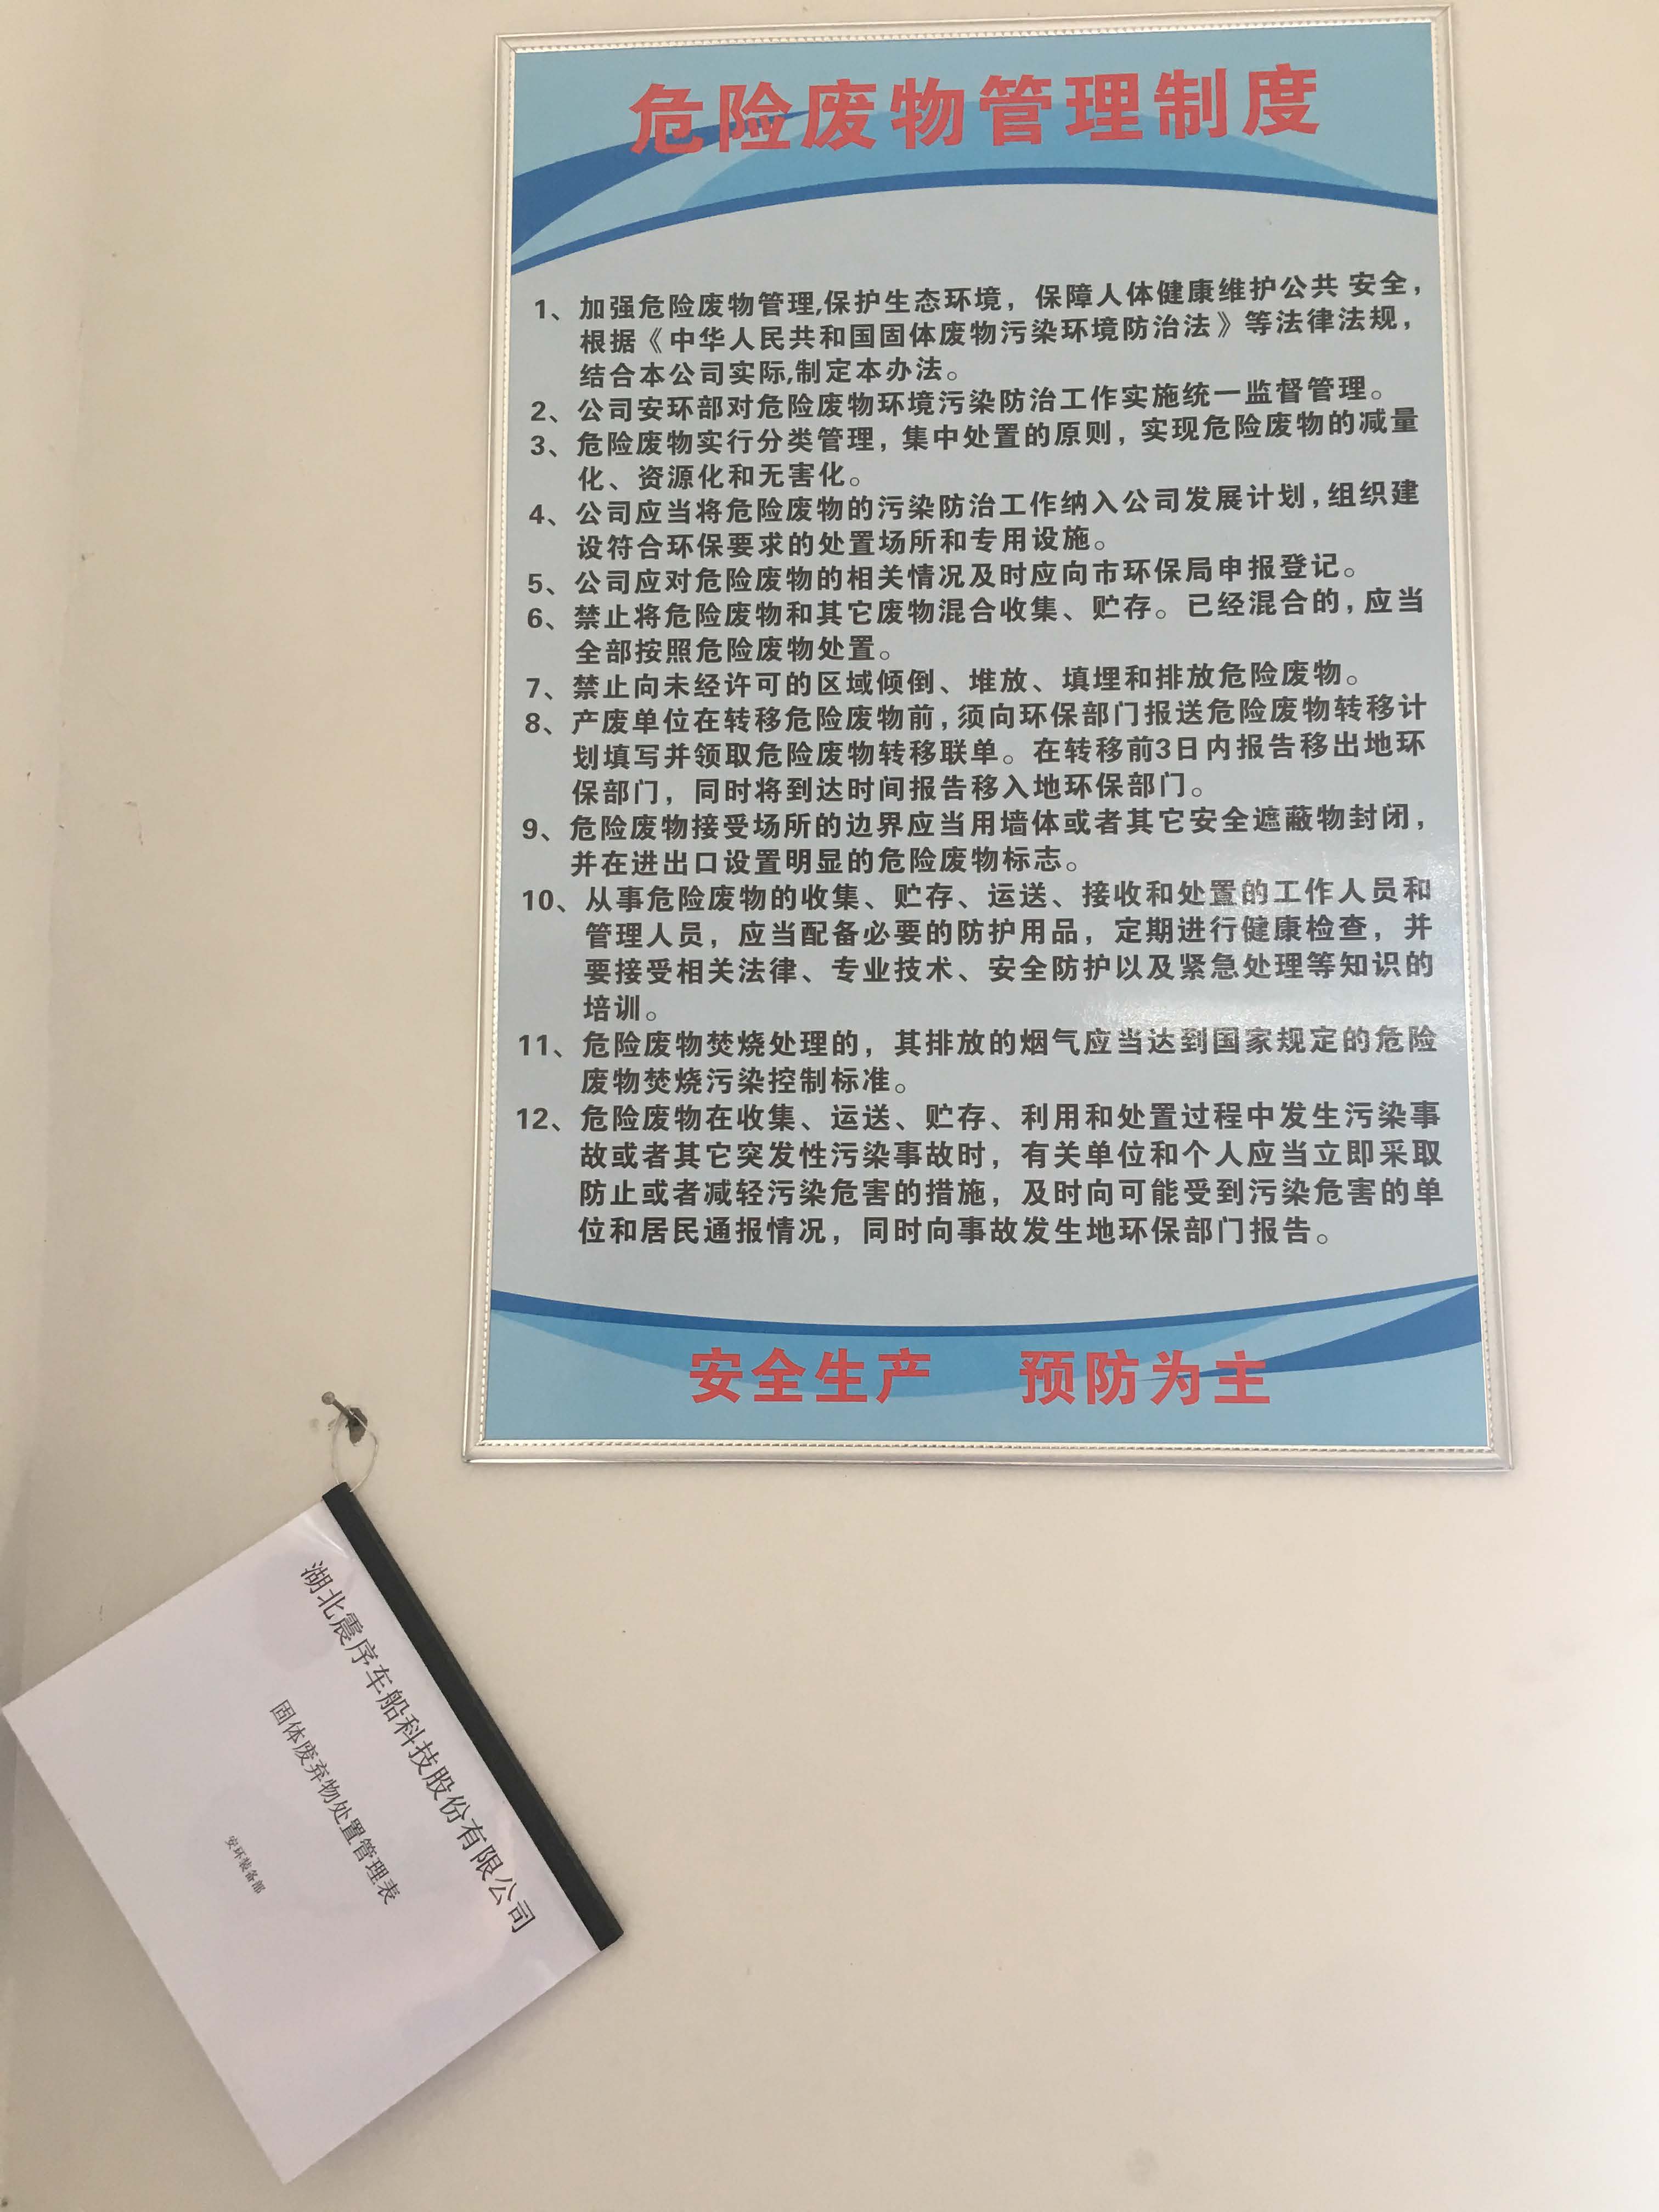 危险废物管理制度
1、加强危险废物管理,保护生态环境，保障人体健康维护公共 安全，
根据《中华人民共和国固体废物污染环境防治法》等法律法规，
结合本公司实际,制定本办法。
2、公司安环部对危险废物环境污染防治工作实施统一监督管理。
3、危险废物实行分类管理，集中处置的原则，实现危险废物的减量
化、资源化和无害化。
4、公司应当将危险废物的污染防治工作纳入公司发展计划，组织建
设符合环保要求的处置场所和专用设施。
5、公司应对危险废物的相关情况及时应向市环保局申报登记。
6、禁止将危险废物和其它废物混合收集、贮存。已经混合的，应当
全部按照危险废物处置。
7、禁止向未经许可的区域倾倒、堆放、填埋和排放危险废物。
8、产废单位在转移危险废物前，须向环保部门报送危险废物转移计
划填写并领取危险废物转移联单。在转移前3日内报告移出地环
保部门，同时将到达时间报告移入地环保部门。
9、危险废物接受场所的边界应当用墙体或者其它安全遮蔽物封闭，
并在进出口设置明显的危险废物标志。
10、从事危险废物的收集、贮存、运送、接收和处置的工作人员和
管理人员，应当配备必要的防护用品，定期进行健康检查，并
要接受相关法律、专业技术、安全防护以及紧急处理等知识的
培训。
11、危险废物焚烧处理的，其排放的烟气应当达到国家规定的危险
废物焚烧污染控制标准。
12、危险废物在收集、运送、贮存、利用和处置过程中发生污染事
故或者其它突发性污染事故时，有关单位和个人应当立即采取
防止或者减轻污染危害的措施，及时向可能受到污染危害的单
位和居民通报情况，同时向事故发生地环保部门报告。
安全生产 预防为主
湖北震序车船科技股份有限公司
固体废弃物处置管理表
安环装备部